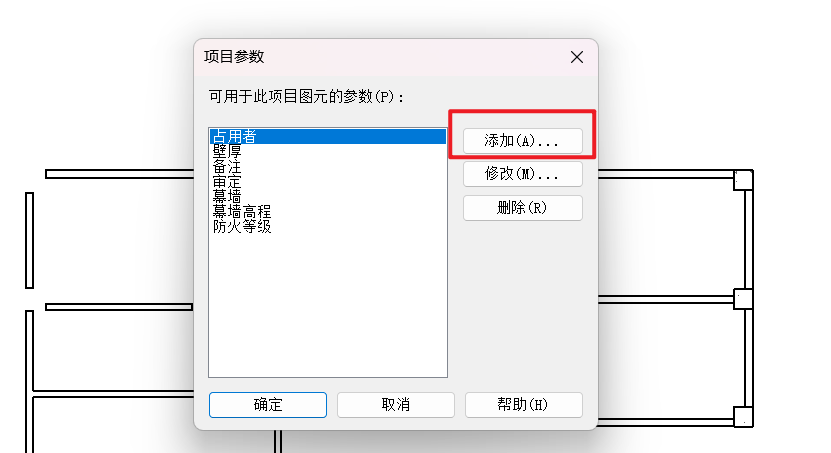 项目参数
可用于此项目图元的参数(P):
占用者
壁厚
备注
审定
幕墙
幕墙高程
防火等级
添加(A)...
修改(M)...
删除(R)
确定
取消
帮助(H)